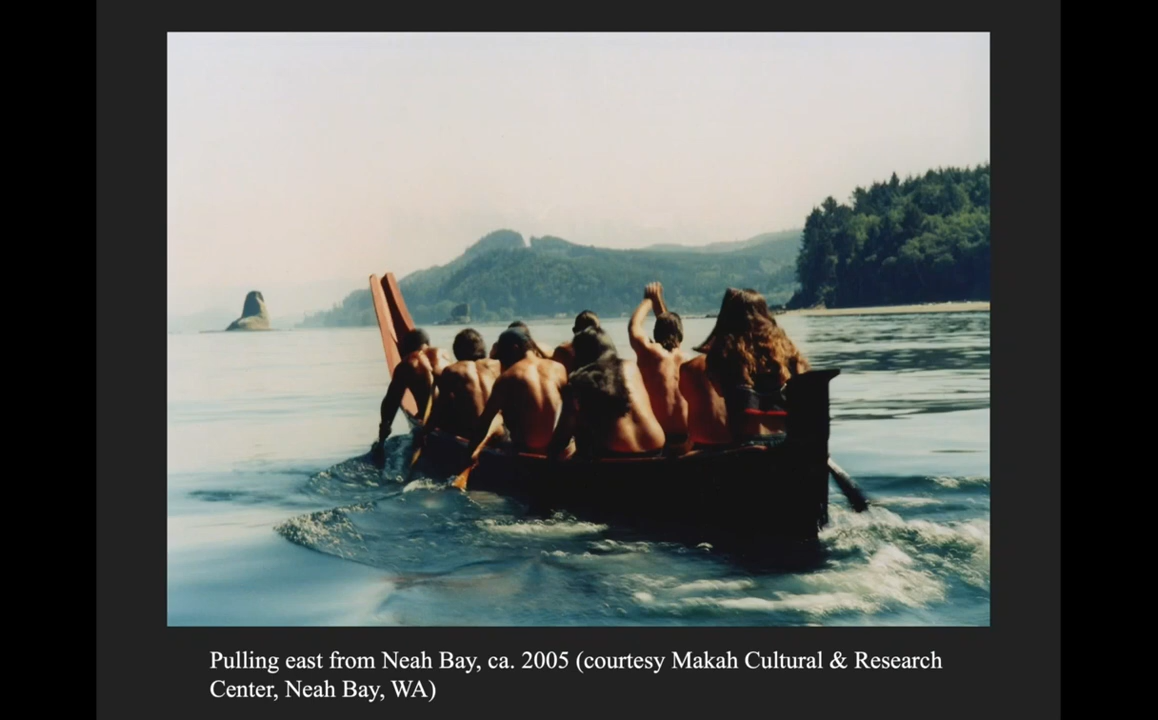 Pulling east from Neah Bay, ca. 2005 (courtesy Makah Cultural & Research
Center, Neah Bay, WA)